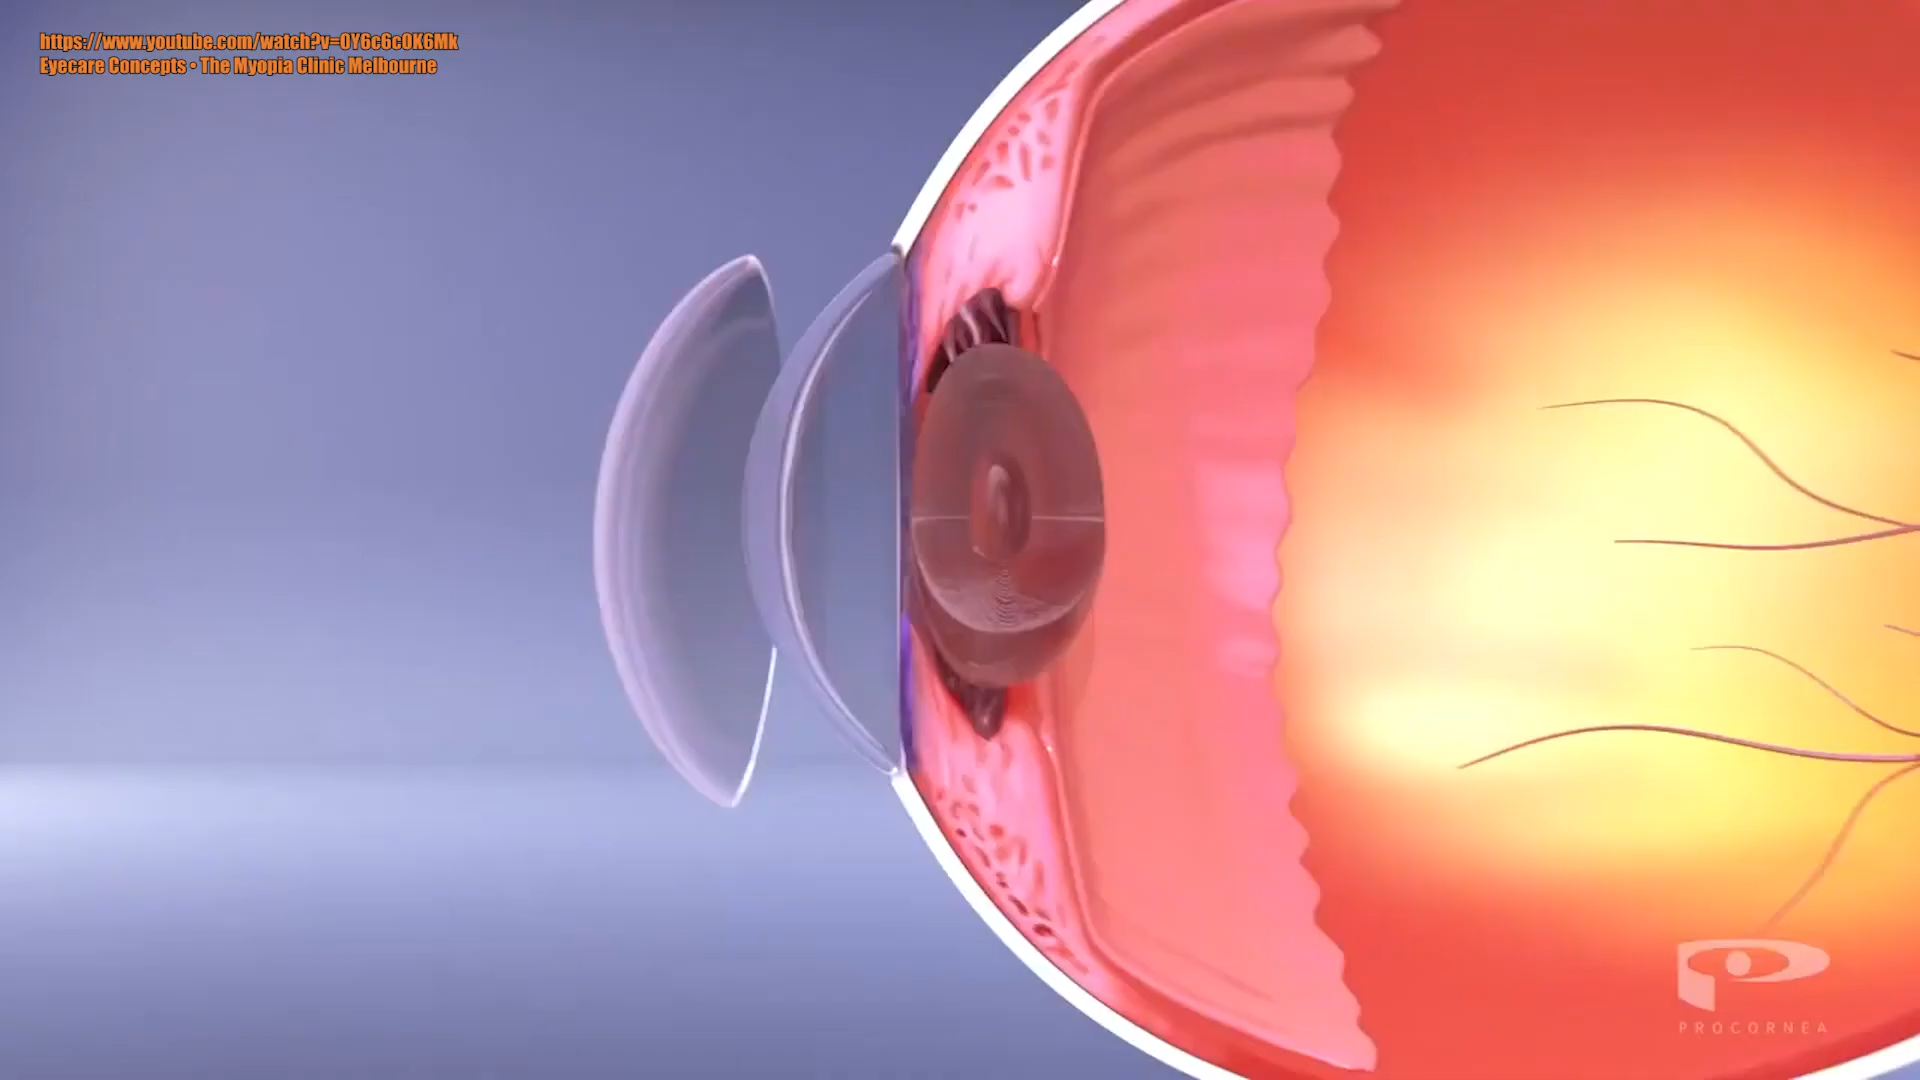 https://www.youtube.com/watch?v=0Y6c6c0K6Mk
Eyecare Concepts • The Myopia Clinic Melbourne
PROCORNEA